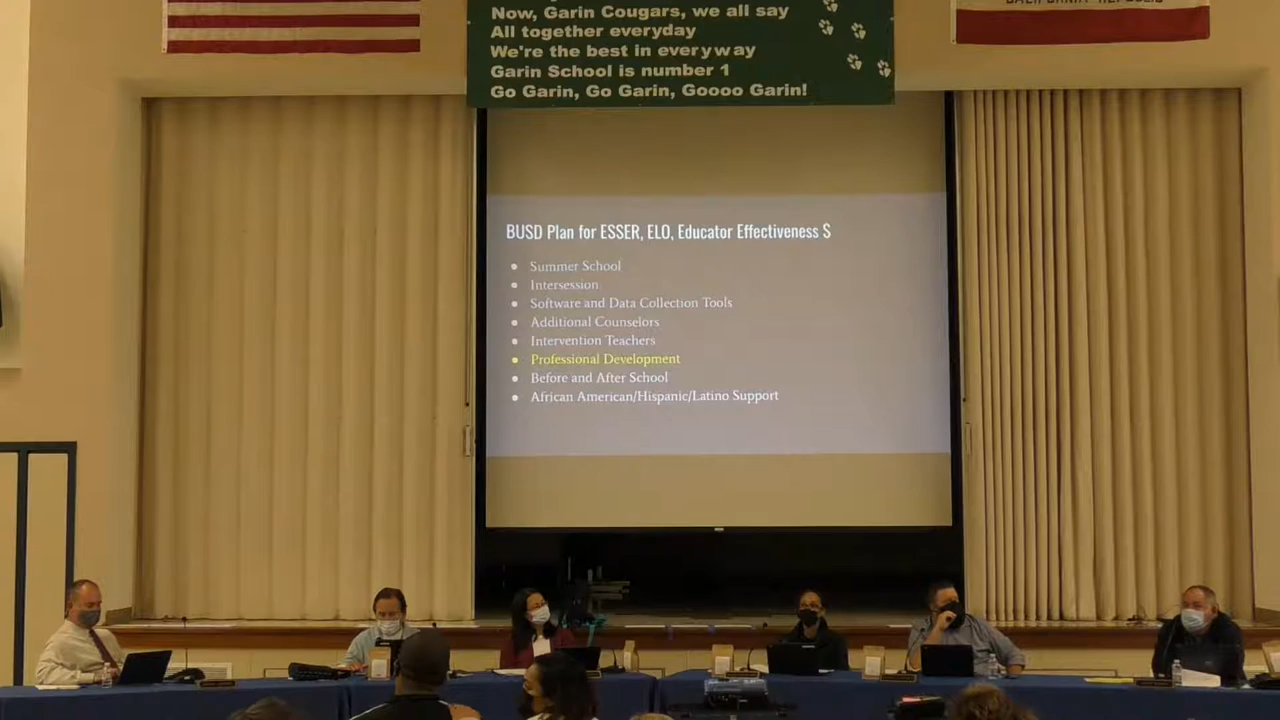 CALIFORNIA REPUBLIC
Now, Garin Cougars, we all say
All together everyday
We're the best in everyway
Garin School is number 1
Go Garin, Go Garin, Goooo Garin!
BUSD Plan for ESSER, ELO, Educator Effectiveness $
Summer School
Intersession
Software and Data Collection Tools
Additional Counselors
Intervention Teachers
Professional Development
Before and After School
African American/Hispanic/Latino Support